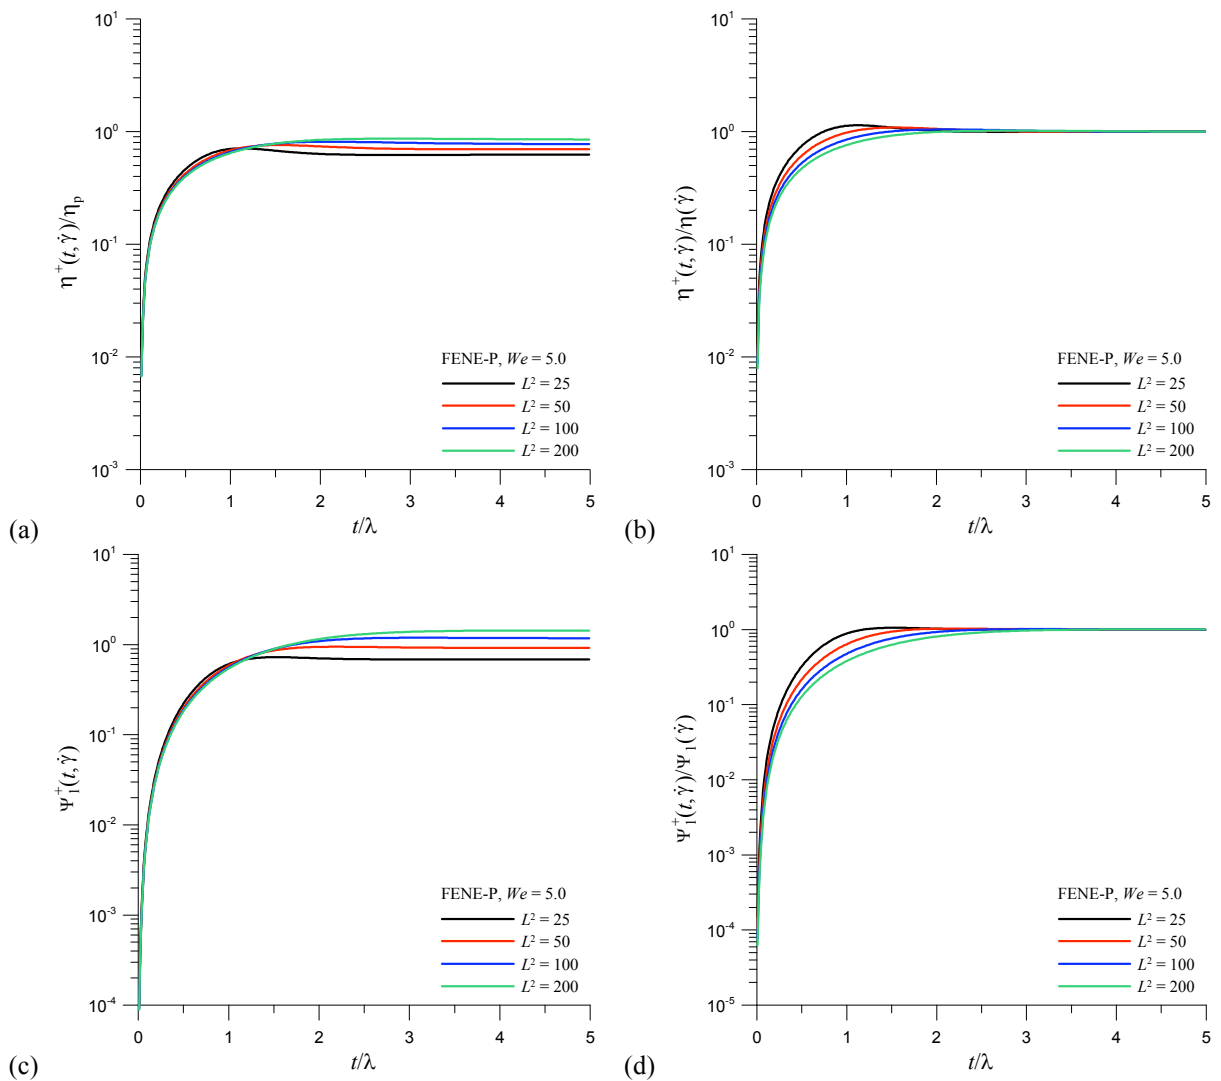 10¹
10⁰
10⁻¹
10⁻²
10⁻³
η⁺(t,γ̇)/ηₚ
FENE-P, We = 5.0
L² = 25
L² = 50
L² = 100
L² = 200
0 1 2 3 4 5
t/λ
(a)
10¹
10⁰
10⁻¹
10⁻²
10⁻³
η⁺(t,γ̇)/η(γ̇)
FENE-P, We = 5.0
L² = 25
L² = 50
L² = 100
L² = 200
0 1 2 3 4 5
t/λ
(b)
10¹
10⁰
10⁻¹
10⁻²
10⁻³
10⁻⁴
Ψ₁⁺(t,γ̇)
FENE-P, We = 5.0
L² = 25
L² = 50
L² = 100
L² = 200
0 1 2 3 4 5
t/λ
(c)
10¹
10⁰
10⁻¹
10⁻²
10⁻³
10⁻⁴
10⁻⁵
Ψ₁⁺(t,γ̇)/Ψ₁(γ̇)
FENE-P, We = 5.0
L² = 25
L² = 50
L² = 100
L² = 200
0 1 2 3 4 5
t/λ
(d)